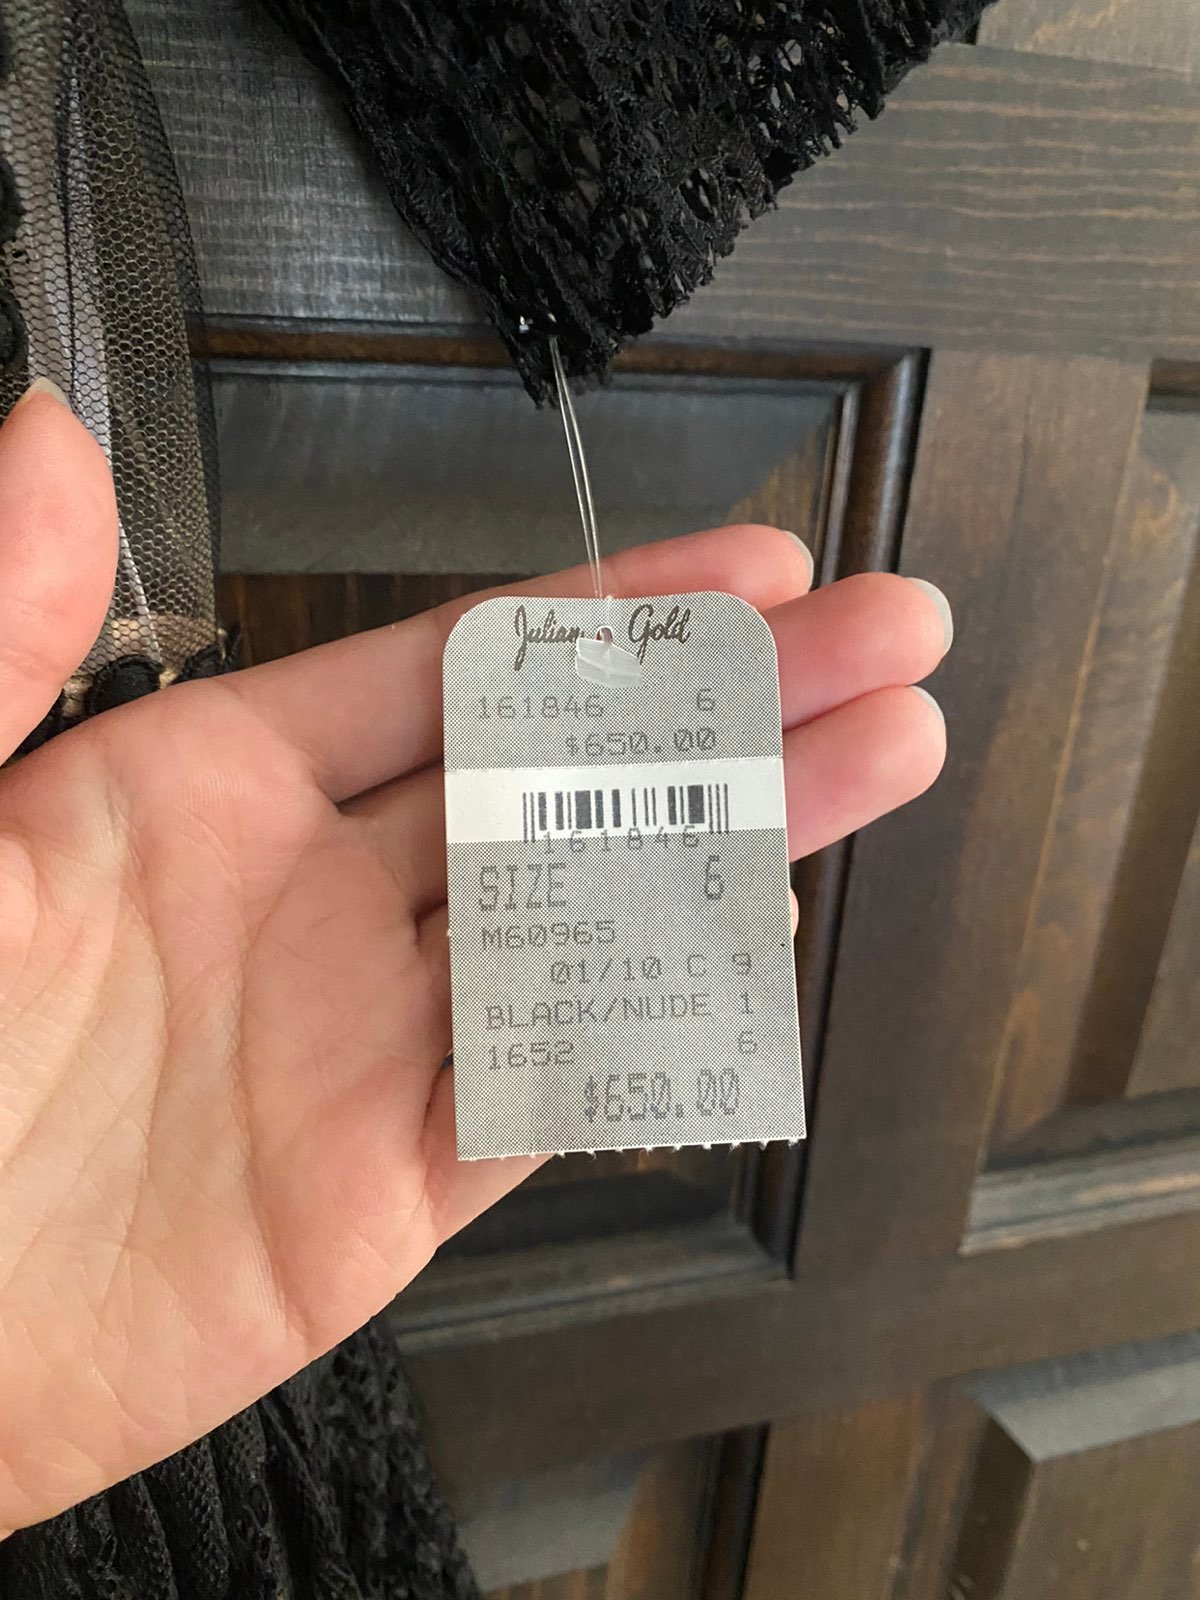 Julian Gold
161846 6
$650.00
161846
SIZE 6
M60965
01/10 C 9
BLACK/NUDE 1
1652 6
$650.00